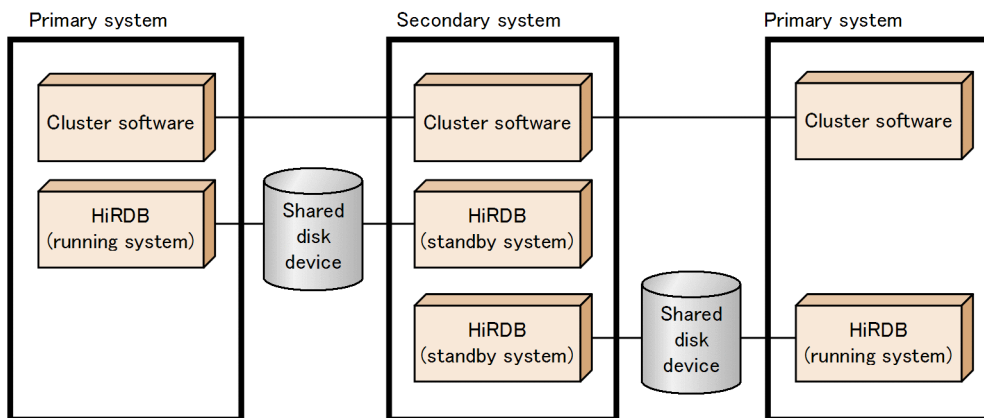 Primary system
Secondary system
Primary system
Cluster software
Cluster software
Cluster software
HiRDB
(running system)
Shared
disk
device
HiRDB
(standby system)
HiRDB
(standby system)
Shared
disk
device
HiRDB
(running system)